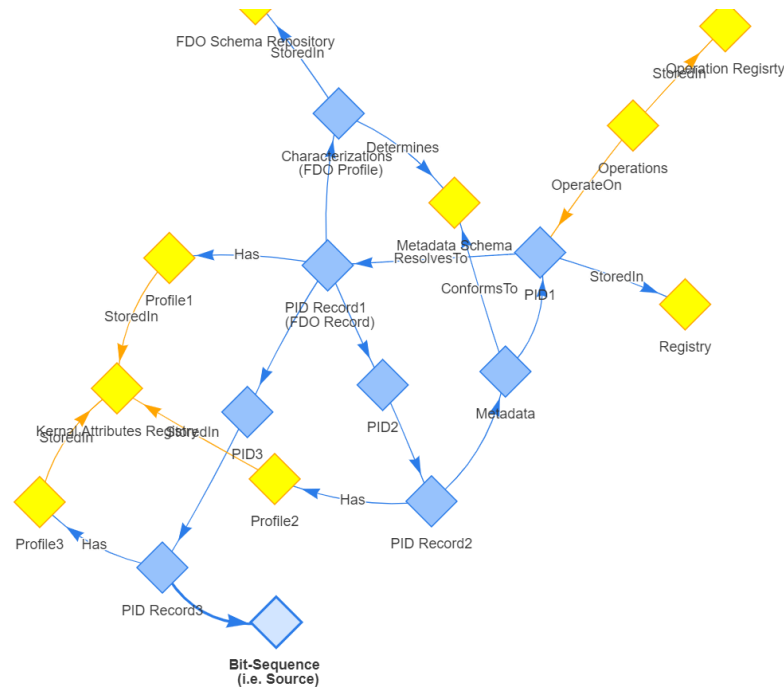 FDO Schema Repository
StoredIn
StoredIn
Operation Regisrty
Determines
Characterizations
(FDO Profile)
Operations
OperateOn
Has
Metadata Schema
ResolvesTo
StoredIn
ConformsTo
PID1
Profile1
PID Record1
(FDO Record)
StoredIn
Registry
Metadata
PID2
Kernal Attributes Registry
StoredIn
StoredIn
PID3
Has
Profile2
Profile3
Has
PID Record2
PID Record3
Bit-Sequence
(i.e. Source)